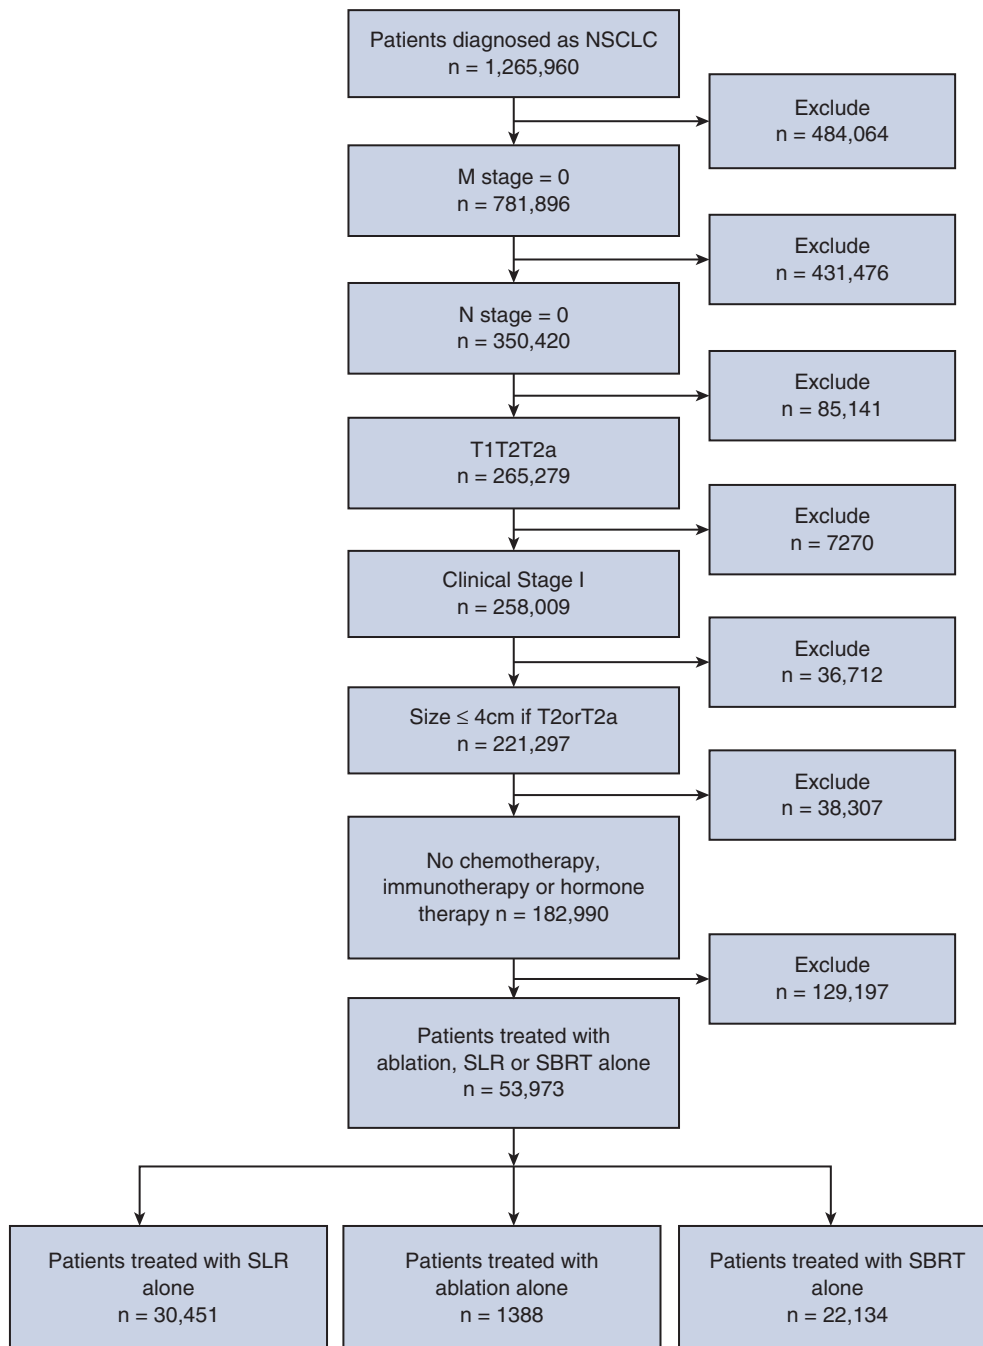 Patients diagnosed as NSCLC
n = 1,265,960
Exclude
n = 484,064
M stage = 0
n = 781,896
Exclude
n = 431,476
N stage = 0
n = 350,420
Exclude
n = 85,141
T1T2T2a
n = 265,279
Exclude
n = 7270
Clinical Stage I
n = 258,009
Exclude
n = 36,712
Size ≤ 4cm if T2orT2a
n = 221,297
Exclude
n = 38,307
No chemotherapy,
immunotherapy or hormone
therapy n = 182,990
Exclude
n = 129,197
Patients treated with
ablation, SLR or SBRT alone
n = 53,973
Patients treated with SLR
alone
n = 30,451
Patients treated with
ablation alone
n = 1388
Patients treated with SBRT
alone
n = 22,134